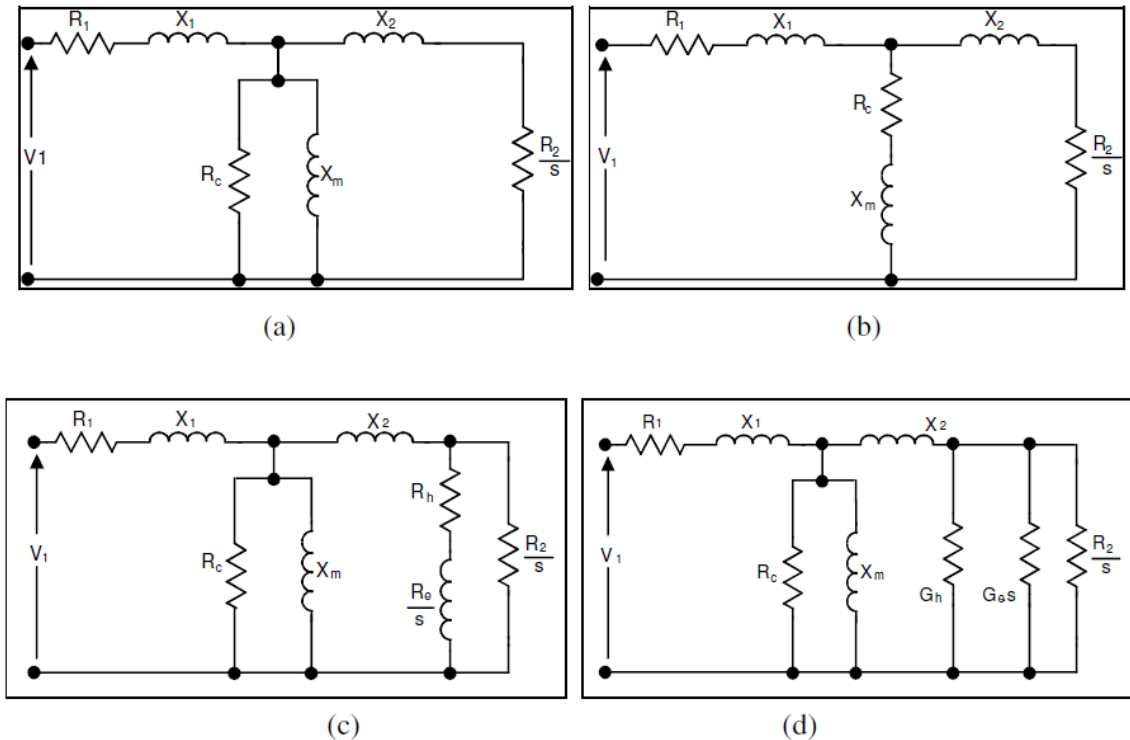 R1 X1 X2
V1 Rc Xm R2/s
(a)
R1 X1 X2
V1 Rc Xm R2/s
(b)
R1 X1 X2
V1 Rc Xm Rh Re/s R2/s
(c)
R1 X1 X2
V1 Rc Xm Gh Ges R2/s
(d)